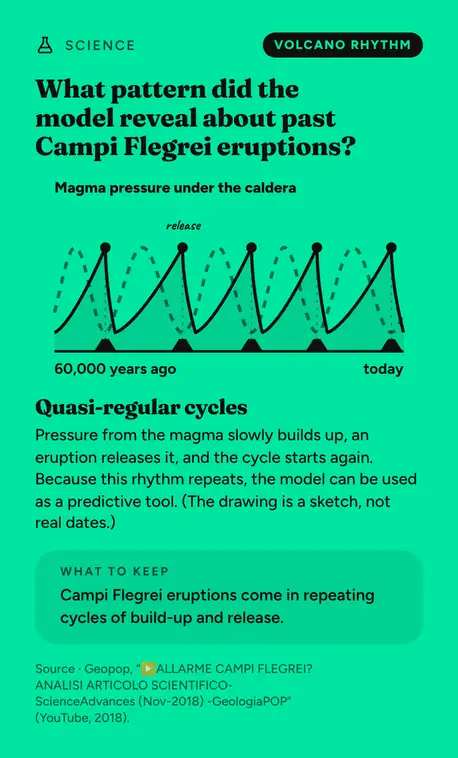 SCIENCE
VOLCANO RHYTHM
What pattern did the
model reveal about past
Campi Flegrei eruptions?
Magma pressure under the caldera
release
60,000 years ago
today
Quasi-regular cycles
Pressure from the magma slowly builds up, an
eruption releases it, and the cycle starts again.
Because this rhythm repeats, the model can be used
as a predictive tool. (The drawing is a sketch, not
real dates.)
WHAT TO KEEP
Campi Flegrei eruptions come in repeating
cycles of build-up and release.
Source · Geopop, “▶️ALLARME CAMPI FLEGREI?
ANALISI ARTICOLO SCIENTIFICO-
ScienceAdvances (Nov-2018) -GeologiaPOP”
(YouTube, 2018).